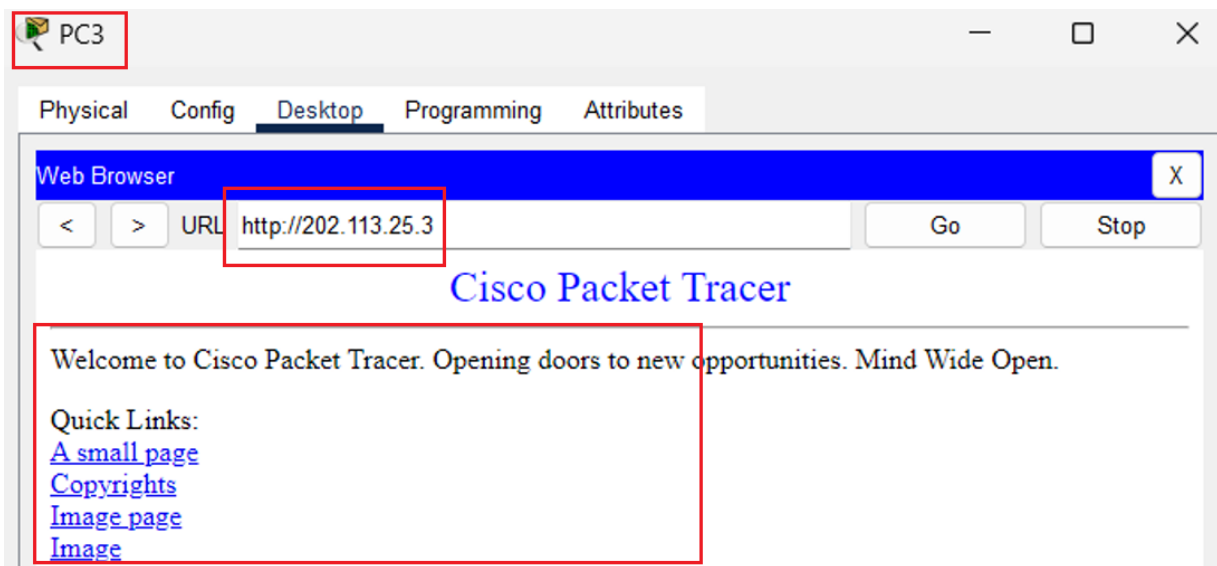 PC3
Physical Config Desktop Programming Attributes
Web Browser X
< > URL http://202.113.25.3 Go Stop
Cisco Packet Tracer
Welcome to Cisco Packet Tracer. Opening doors to new opportunities. Mind Wide Open.
Quick Links:
A small page
Copyrights
Image page
Image